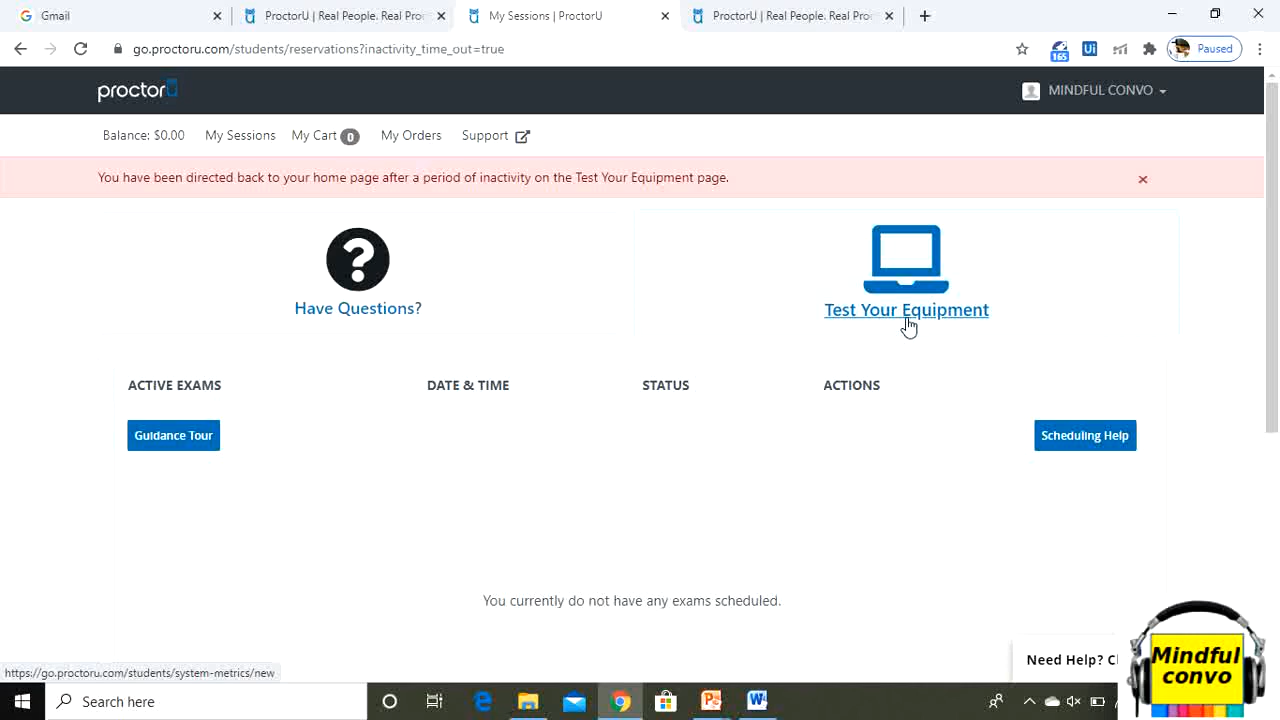 Gmail
ProctorU | Real People. Real Proc
My Sessions | ProctorU
ProctorU | Real People. Real Proc
go.proctoru.com/students/reservations?inactivity_time_out=true
165
Ui
Paused
proctor
MINDFUL CONVO
Balance: $0.00
My Sessions
My Cart 0
My Orders
Support
You have been directed back to your home page after a period of inactivity on the Test Your Equipment page.
Have Questions?
Test Your Equipment
ACTIVE EXAMS
DATE & TIME
STATUS
ACTIONS
Guidance Tour
Scheduling Help
You currently do not have any exams scheduled.
Need Help? C
Mindful
convo
https://go.proctoru.com/students/system-metrics/new
Search here